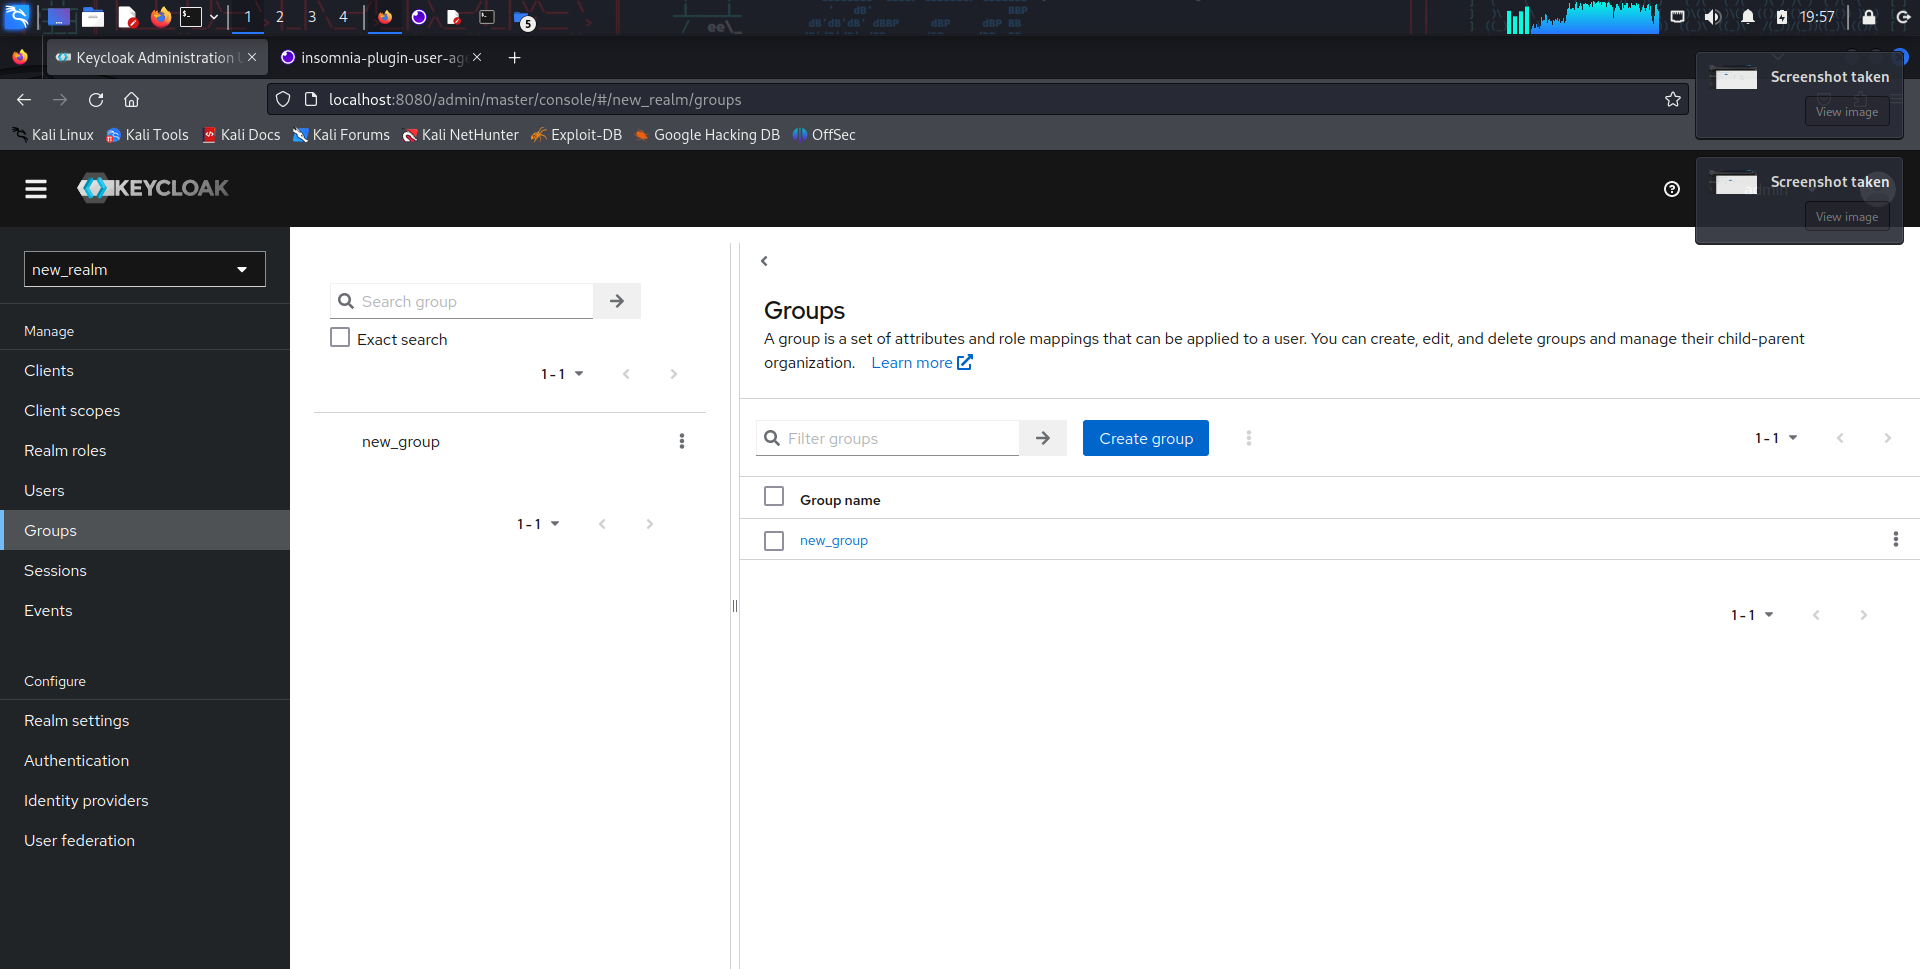 1 2 3 4 5 19:57
Keycloak Administration U insomnia-plugin-user-age
localhost:8080/admin/master/console/#/new_realm/groups
Kali Linux Kali Tools Kali Docs Kali Forums Kali NetHunter Exploit-DB Google Hacking DB OffSec
Screenshot taken
View image
Screenshot taken
View image
KEYCLOAK
new_realm
Manage
Clients
Client scopes
Realm roles
Users
Groups
Sessions
Events
Configure
Realm settings
Authentication
Identity providers
User federation
Search group
Exact search
1 - 1
new_group
1 - 1
Groups
A group is a set of attributes and role mappings that can be applied to a user. You can create, edit, and delete groups and manage their child-parent
organization. Learn more
Filter groups Create group 1 - 1
Group name
new_group
1 - 1